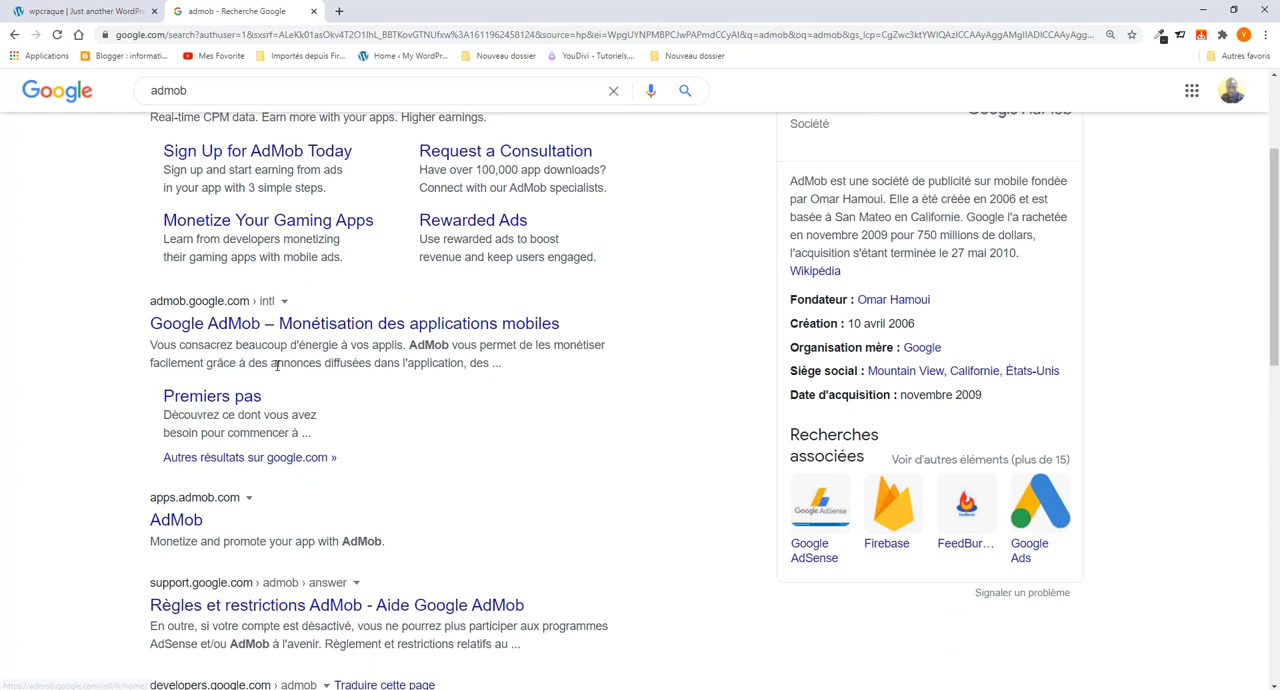 wpcraque | Just another WordPr
admob - Recherche Google
google.com/search?authuser=1&sxsrf=ALeKk01asOkv4T2O1IhL_BBTKovGTNUfxw%3A1611962458124&source=hp&ei=WpgUYNPMBPCJwPAPmdCCyAI&q=admob&oq=admob&gs_lcp=CgZwc3ktYWIQAzICCAAyAggAMgIIADICCAAyAgg...
Applications
Blogger : informati...
Mes Favorite
Importés depuis Fir...
Home ‹ My WordPr...
Nouveau dossier
YouDivi - Tutoriels,...
Nouveau dossier
Autres favoris
Google
admob
Real-time CPM data. Earn more with your apps. Higher earnings.
Sign Up for AdMob Today
Sign up and start earning from ads
in your app with 3 simple steps.
Request a Consultation
Have over 100,000 app downloads?
Connect with our AdMob specialists.
Monetize Your Gaming Apps
Learn from developers monetizing
their gaming apps with mobile ads.
Rewarded Ads
Use rewarded ads to boost
revenue and keep users engaged.
admob.google.com › intl
Google AdMob – Monétisation des applications mobiles
Vous consacrez beaucoup d'énergie à vos applis. AdMob vous permet de les monétiser
facilement grâce à des annonces diffusées dans l'application, des ...
Premiers pas
Découvrez ce dont vous avez
besoin pour commencer à ...
Autres résultats sur google.com »
apps.admob.com
AdMob
Monetize and promote your app with AdMob.
support.google.com › admob › answer
Règles et restrictions AdMob - Aide Google AdMob
En outre, si votre compte est désactivé, vous ne pourrez plus participer aux programmes
AdSense et/ou AdMob à l'avenir. Règlement et restrictions relatifs au ...
developers.google.com › admob
Traduire cette page
https://admob.google.com/intl/fr/home/
Google AdMob
Société
AdMob est une société de publicité sur mobile fondée
par Omar Hamoui. Elle a été créée en 2006 et est
basée à San Mateo en Californie. Google l'a rachetée
en novembre 2009 pour 750 millions de dollars,
l'acquisition s'étant terminée le 27 mai 2010.
Wikipédia
Fondateur : Omar Hamoui
Création : 10 avril 2006
Organisation mère : Google
Siège social : Mountain View, Californie, États-Unis
Date d'acquisition : novembre 2009
Recherches
associées
Voir d'autres éléments (plus de 15)
Google AdSense
Google
AdSense
Firebase
FeedBur...
Google
Ads
Signaler un problème